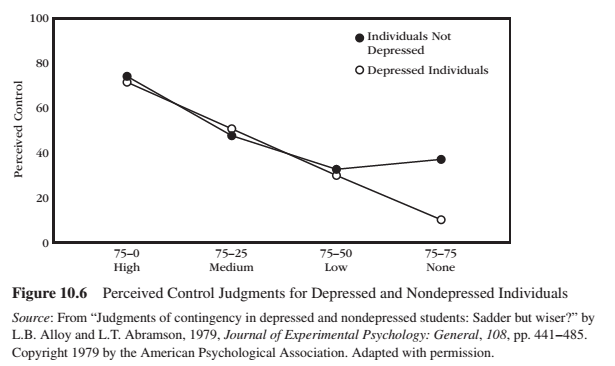 100
Individuals Not
Depressed
Depressed Individuals
80
60
40
20
0
Perceived Control
75–0
High
75–25
Medium
75–50
Low
75–75
None
Figure 10.6 Perceived Control Judgments for Depressed and Nondepressed Individuals
Source: From “Judgments of contingency in depressed and nondepressed students: Sadder but wiser?” by
L.B. Alloy and L.T. Abramson, 1979, Journal of Experimental Psychology: General, 108, pp. 441–485.
Copyright 1979 by the American Psychological Association. Adapted with permission.